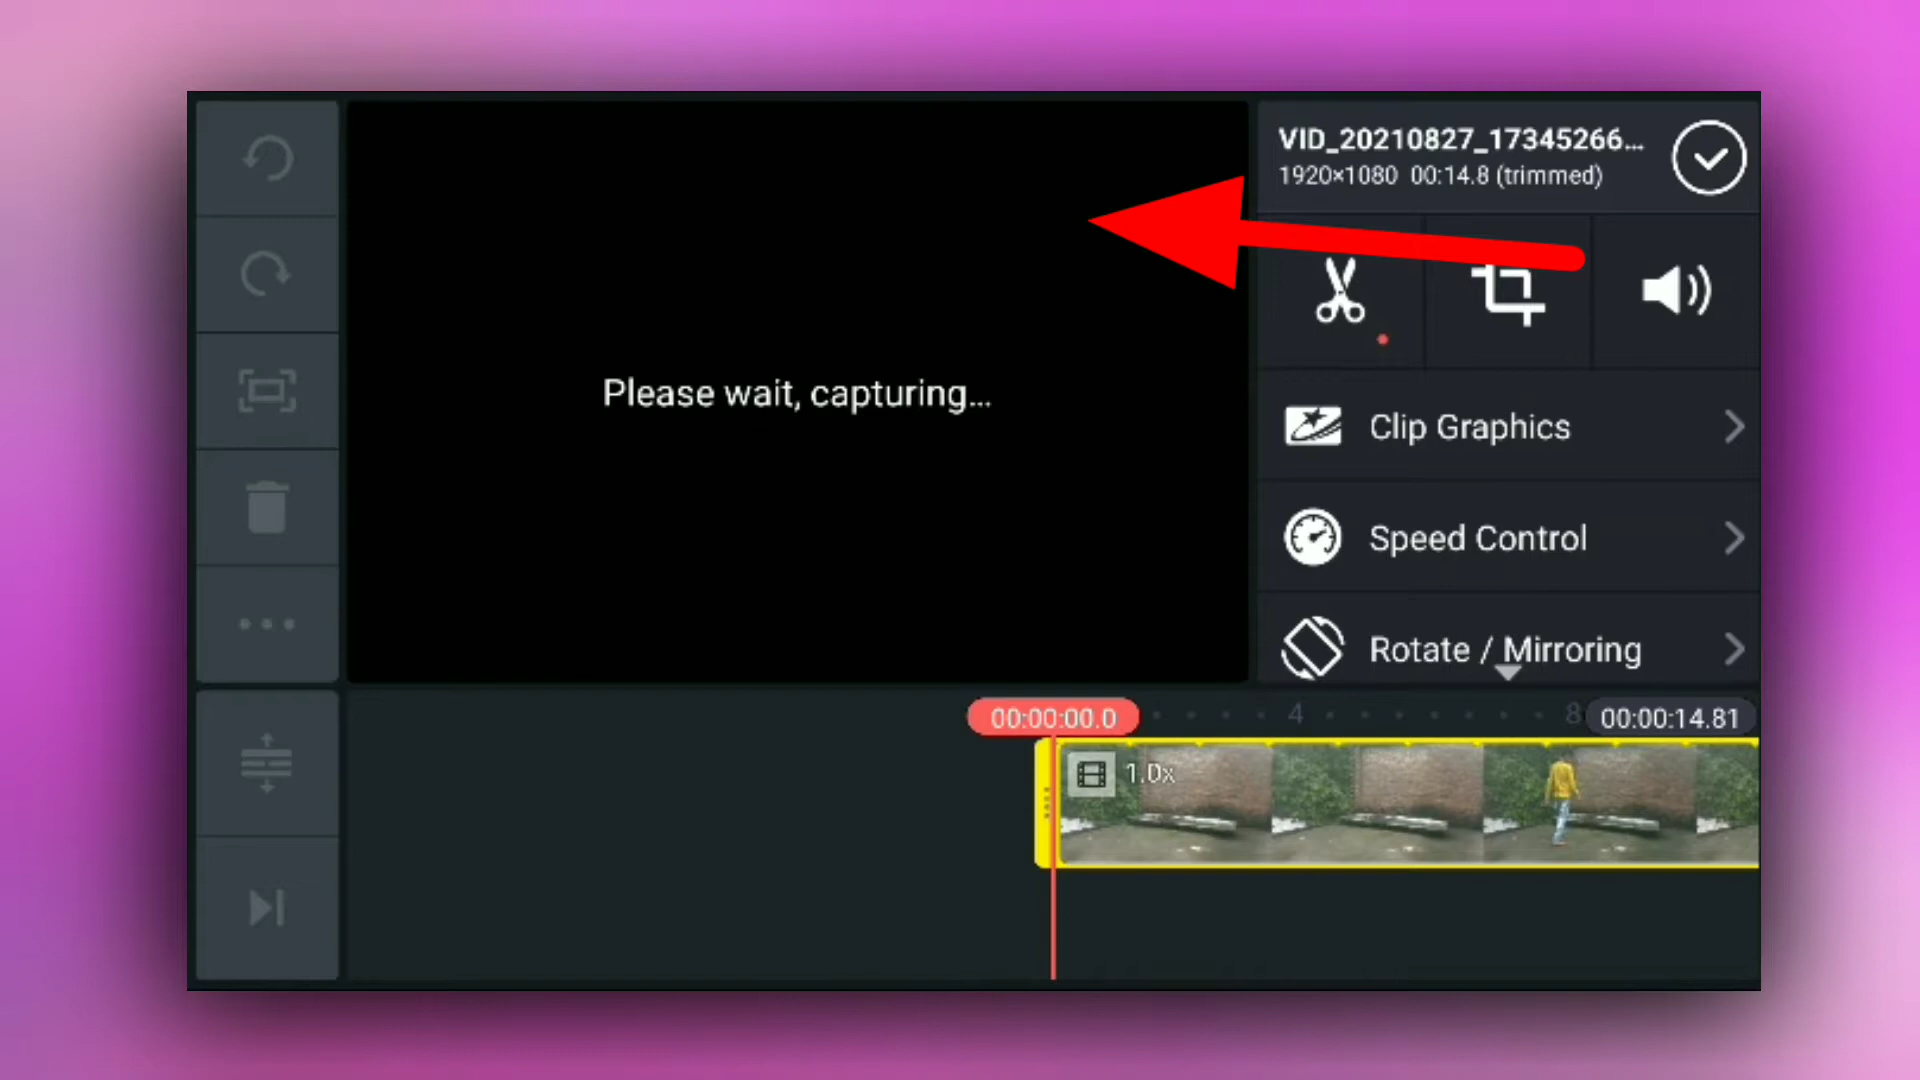 VID_20210827_17345266...
1920×1080 00:14.8 (trimmed)
Please wait, capturing...
Clip Graphics
Speed Control
Rotate / Mirroring
00:00:00.0
4
8
00:00:14.81
1.0x